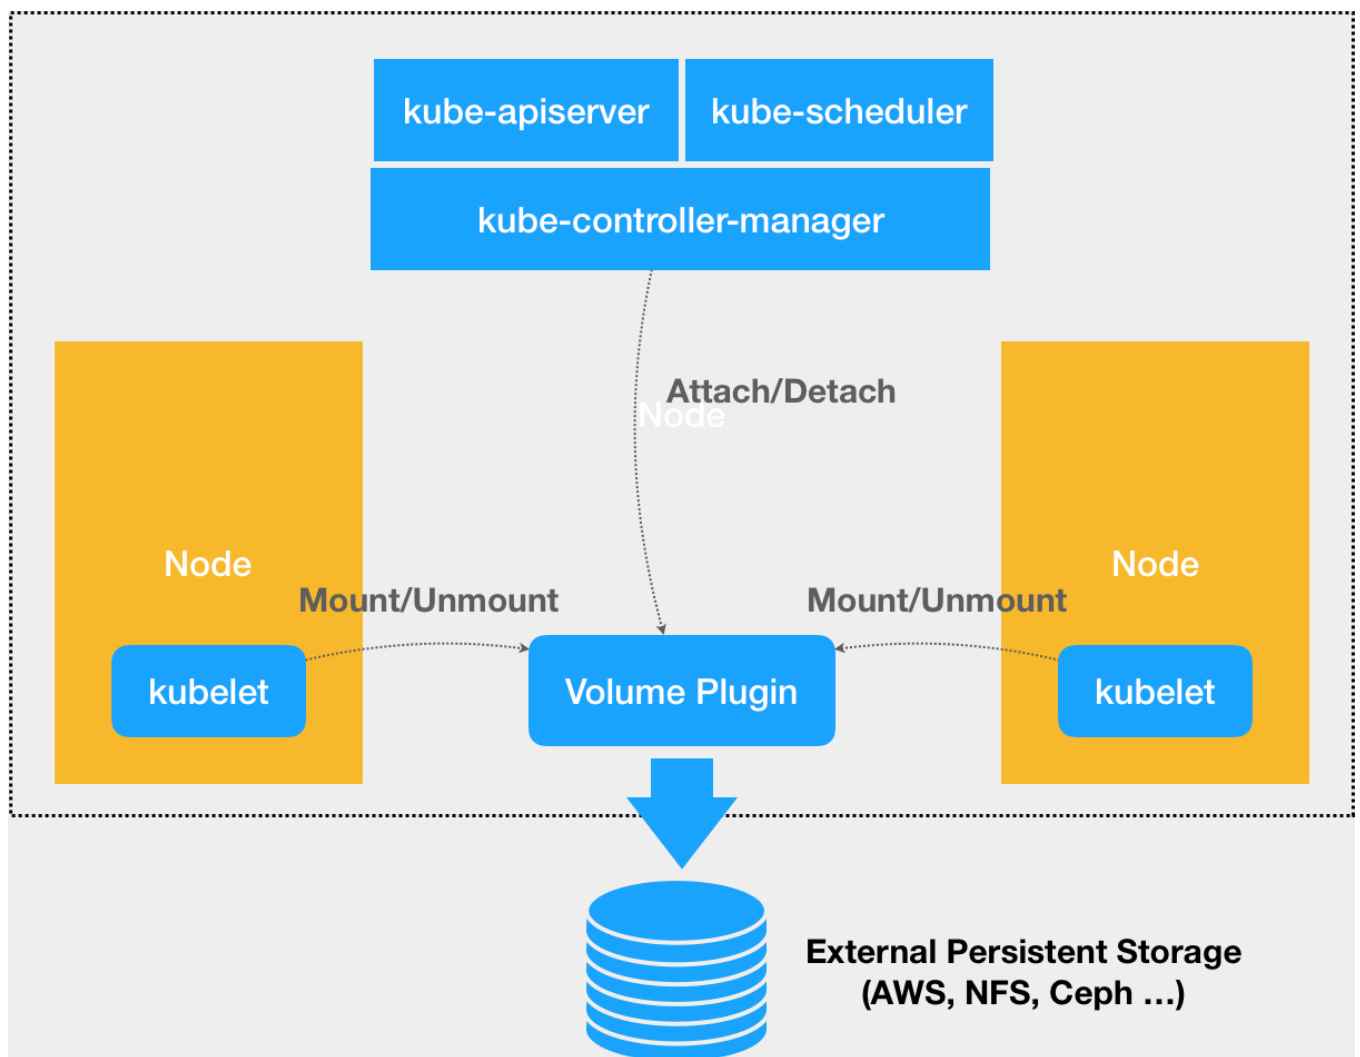 kube-apiserver
kube-scheduler
kube-controller-manager
Attach/Detach
Node
Node
Node
Mount/Unmount
Mount/Unmount
kubelet
Volume Plugin
kubelet
External Persistent Storage
(AWS, NFS, Ceph ...)